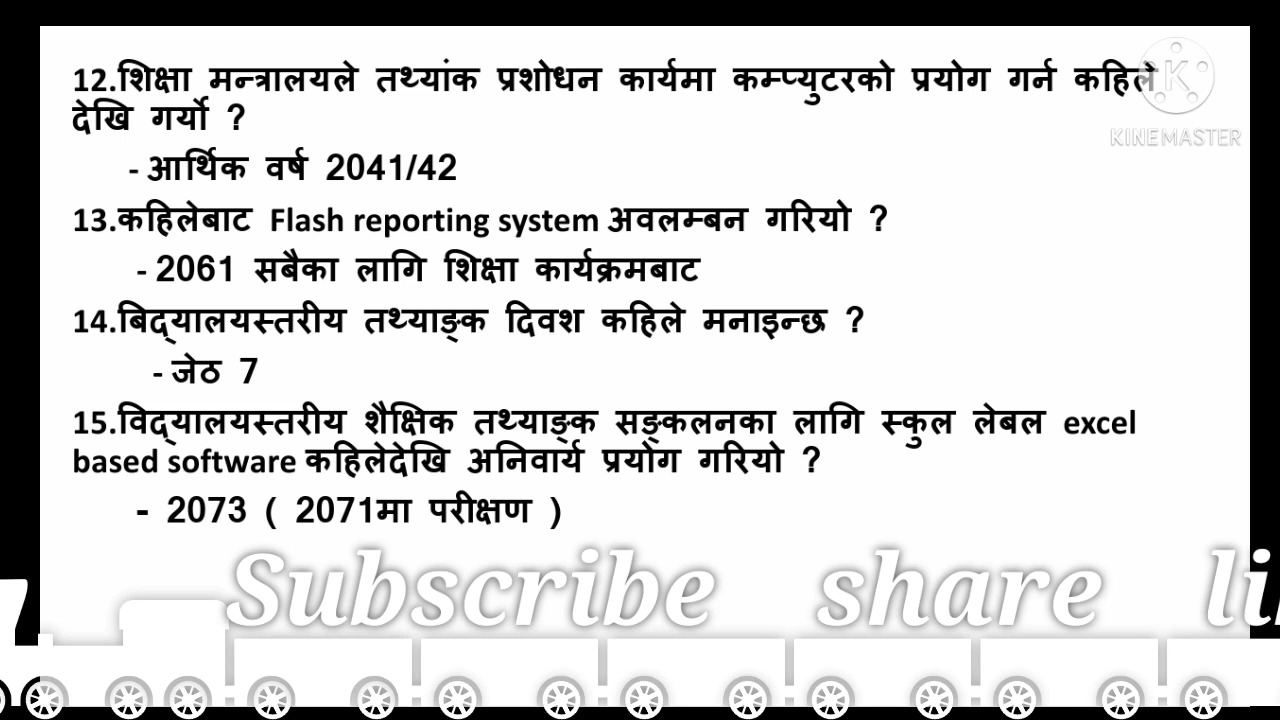 12.शिक्षा मन्त्रालयले तथ्यांक प्रशोधन कार्यमा कम्प्युटरको प्रयोग गर्न कहिले
देखि गर्यो ?
- आर्थिक वर्ष 2041/42
13.कहिलेबाट Flash reporting system अवलम्बन गरियो ?
- 2061 सबैका लागि शिक्षा कार्यक्रमबाट
14.बिद्यालयस्तरीय तथ्याङ्क दिवश कहिले मनाइन्छ ?
- जेठ 7
15.विद्यालयस्तरीय शैक्षिक तथ्याङ्क सङ्कलनका लागि स्कुल लेबल excel
based software कहिलेदेखि अनिवार्य प्रयोग गरियो ?
- 2073 ( 2071मा परीक्षण )
K
KINEMASTER
Subscribe share li